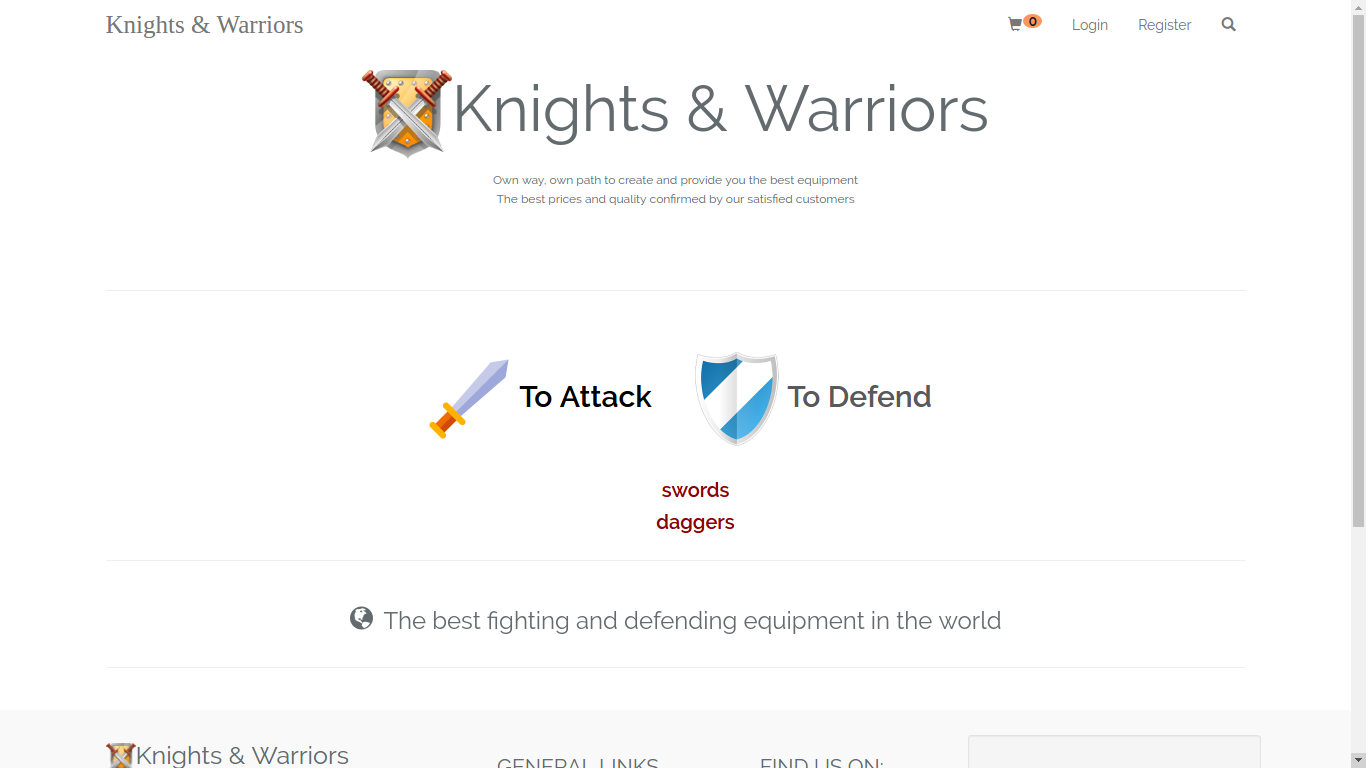 Knights & Warriors
0
Login
Register
Knights & Warriors
Own way, own path to create and provide you the best equipment
The best prices and quality confirmed by our satisfied customers
To Attack
To Defend
swords
daggers
The best fighting and defending equipment in the world
Knights & Warriors
GENERAL LINKS
FIND US ON: